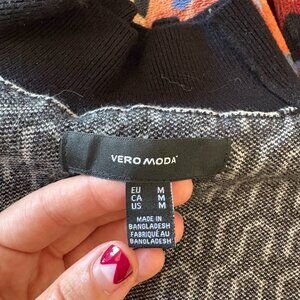 VERO MODA
EU M
CA M
US M
MADE IN
BANGLADESH
FABRIQUÉ AU
BANGLADESH